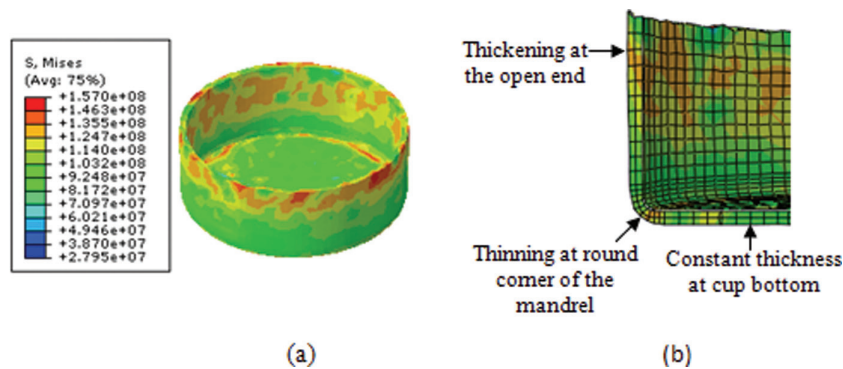 S, Mises
(Avg: 75%)
+1.570e+08
+1.463e+08
+1.355e+08
+1.247e+08
+1.140e+08
+1.032e+08
+9.248e+07
+8.172e+07
+7.097e+07
+6.021e+07
+4.946e+07
+3.870e+07
+2.795e+07
(a)
Thickening at
the open end
Thinning at round
corner of the
mandrel
Constant thickness
at cup bottom
(b)